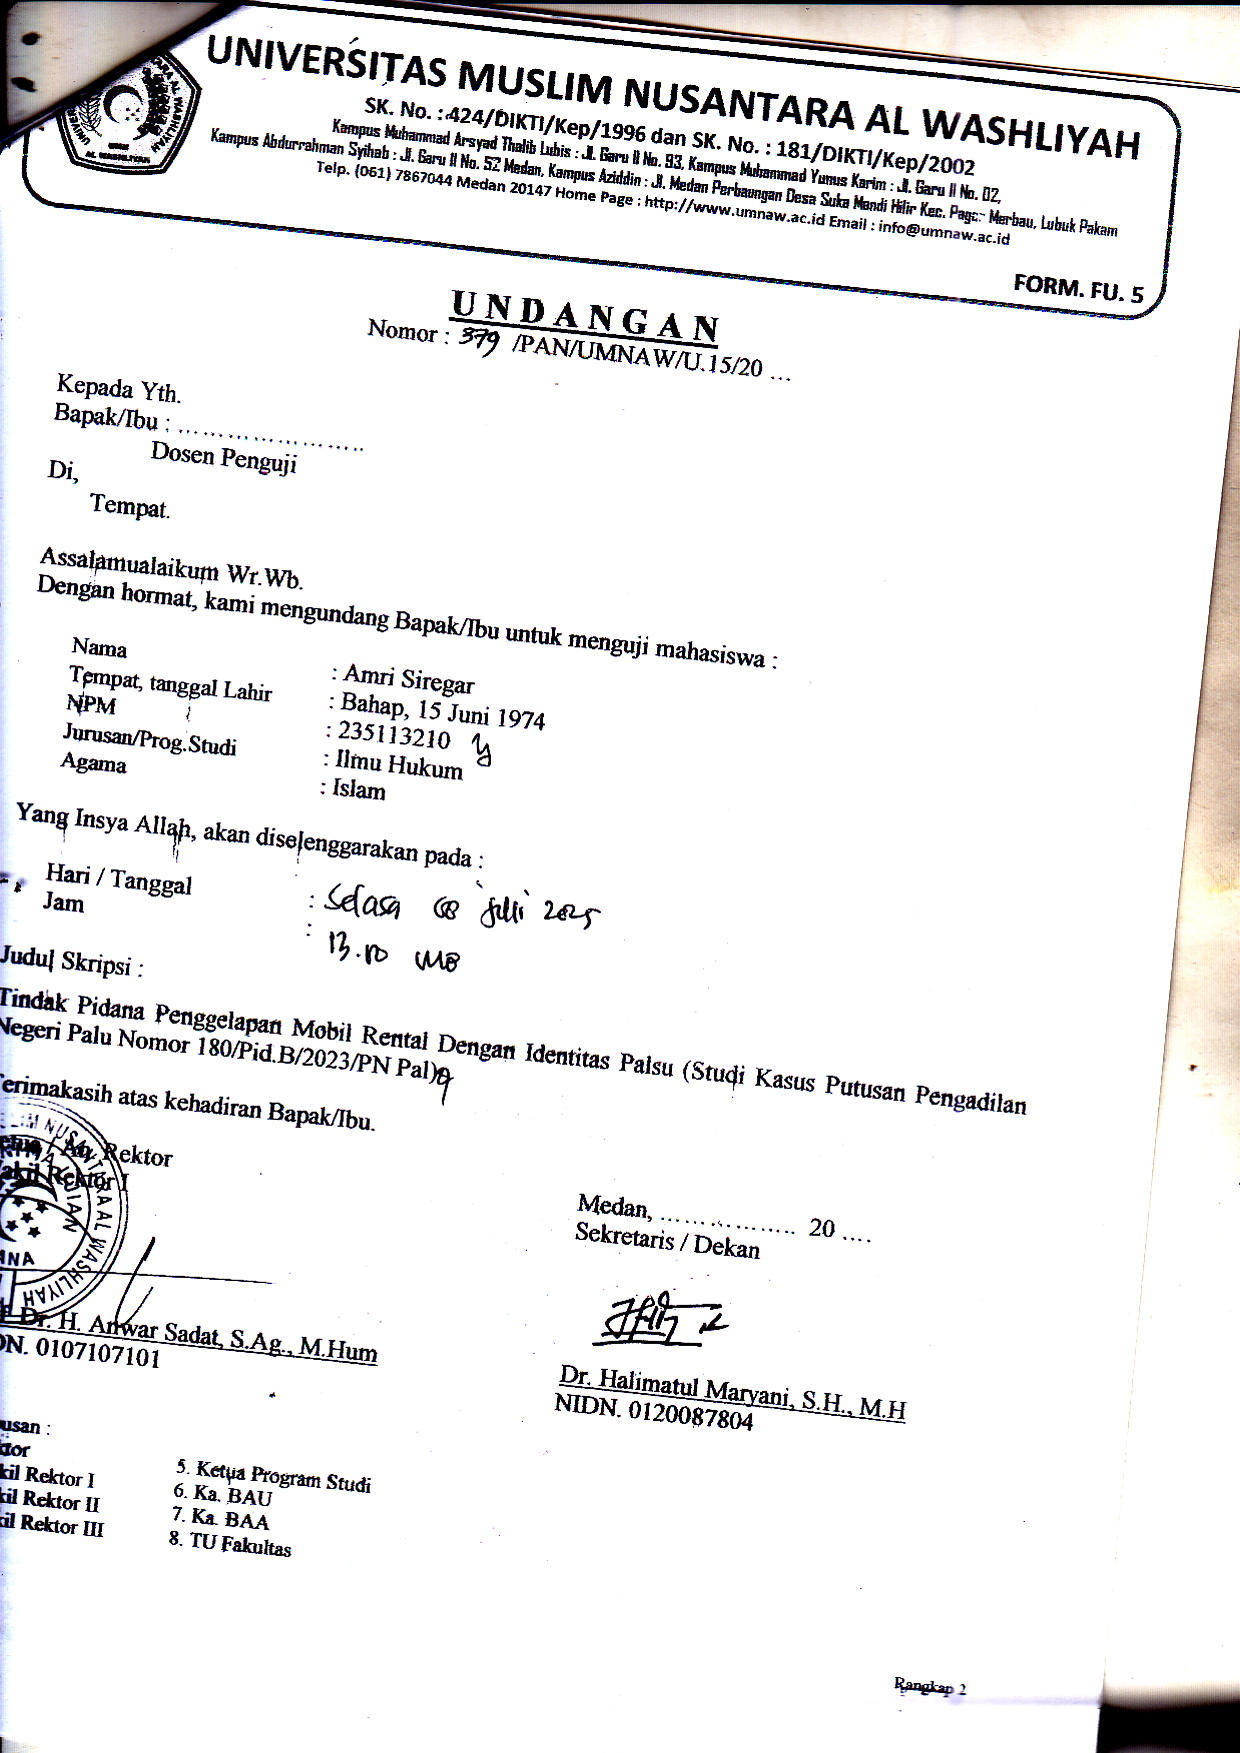 UNIVERSITAS MUSLIM NUSANTARA AL WASHLIYAH
SK. No. : 424/DIKTI/Kep/1996 dan SK. No. : 181/DIKTI/Kep/2002
Kampus Muhammad Arsyad Thalib Lubis : Jl. Garu II No. 93, Kampus Muhammad Yunus Karim : Jl. Garu II No. 02,
Kampus Abdurrahman Syihab : Jl. Garu II No. 52 Medan, Kampus Aziddin : Jl. Medan Perbaungan Desa Suka Mandi Hilir Kec. Merbau, Lubuk Pakam
Telp. (061) 7867044 Medan 20147 Home Page : http://www.umnaw.ac.id Email : info@umnaw.ac.id
FORM. FU. 5
UNDANGAN
Nomor : 379 /PAN/UMNAW/U.15/20 ...
Kepada Yth.
Bapak/Ibu : ........................
Dosen Penguji
Di,
Tempat.
Assalamualaikum Wr.Wb.
Dengan hormat, kami mengundang Bapak/Ibu untuk menguji mahasiswa :
Nama : Amri Siregar
Tempat, tanggal Lahir : Bahap, 15 Juni 1974
NPM : 235113210
Jurusan/Prog.Studi : Ilmu Hukum
Agama : Islam
Yang Insya Allah, akan diselenggarakan pada :
Hari / Tanggal : Selasa 08 Juli 2025
Jam : 13.10 WIB
Judul Skripsi :
Tindak Pidana Penggelapan Mobil Rental Dengan Identitas Palsu (Studi Kasus Putusan Pengadilan
Negeri Palu Nomor 180/Pid.B/2023/PN Pal)
Terimakasih atas kehadiran Bapak/Ibu.
An. Rektor
Wakil Rektor I
Medan, ................ 20 ....
Sekretaris / Dekan
Dr. H. Anwar Sadat, S.Ag., M.Hum
DN. 0107107101
Dr. Halimatul Maryani, S.H., M.H
NIDN. 0120087804
usan :
ktor
kil Rektor I
kil Rektor II
kil Rektor III
5. Ketua Program Studi
6. Ka. BAU
7. Ka. BAA
8. TU Fakultas
Rangkap 2